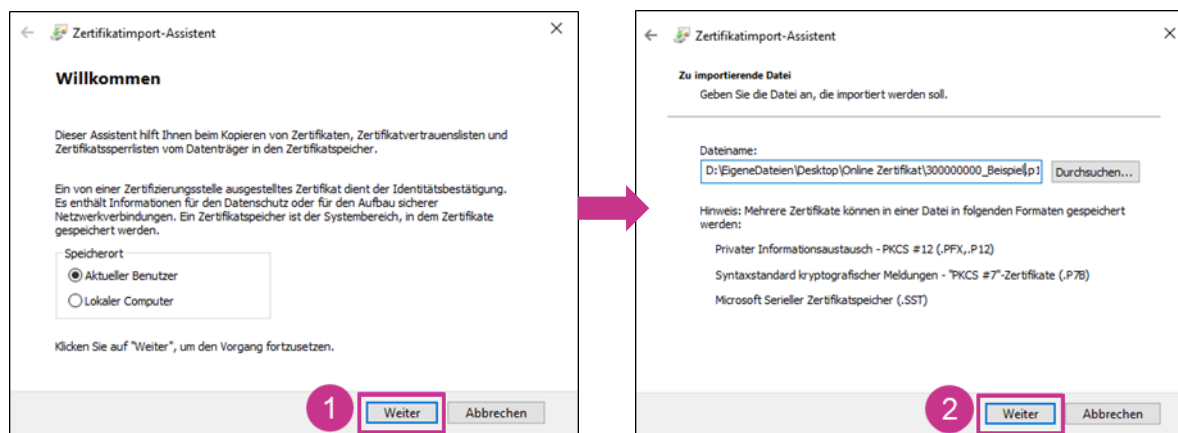 Zertifikatimport-Assistent
Willkommen
Dieser Assistent hilft Ihnen beim Kopieren von Zertifikaten, Zertifikatvertrauenslisten und
Zertifikatssperrlisten vom Datenträger in den Zertifikatspeicher.
Ein von einer Zertifizierungsstelle ausgestelltes Zertifikat dient der Identitätsbestätigung.
Es enthält Informationen für den Datenschutz oder für den Aufbau sicherer
Netzwerkverbindungen. Ein Zertifikatspeicher ist der Systembereich, in dem Zertifikate
gespeichert werden.
Speicherort
Aktueller Benutzer
Lokaler Computer
Klicken Sie auf "Weiter", um den Vorgang fortzusetzen.
1
Weiter
Abbrechen
Zertifikatimport-Assistent
Zu importierende Datei
Geben Sie die Datei an, die importiert werden soll.
Dateiname:
D:\EigeneDateien\Desktop\Online Zertifikat\300000000_Beispiel.p1
Durchsuchen...
Hinweis: Mehrere Zertifikate können in einer Datei in folgenden Formaten gespeichert
werden:
Privater Informationsaustausch - PKCS #12 (.PFX,.P12)
Syntaxstandard kryptografischer Meldungen - "PKCS #7"-Zertifikate (.P7B)
Microsoft Serieller Zertifikatspeicher (.SST)
2
Weiter
Abbrechen